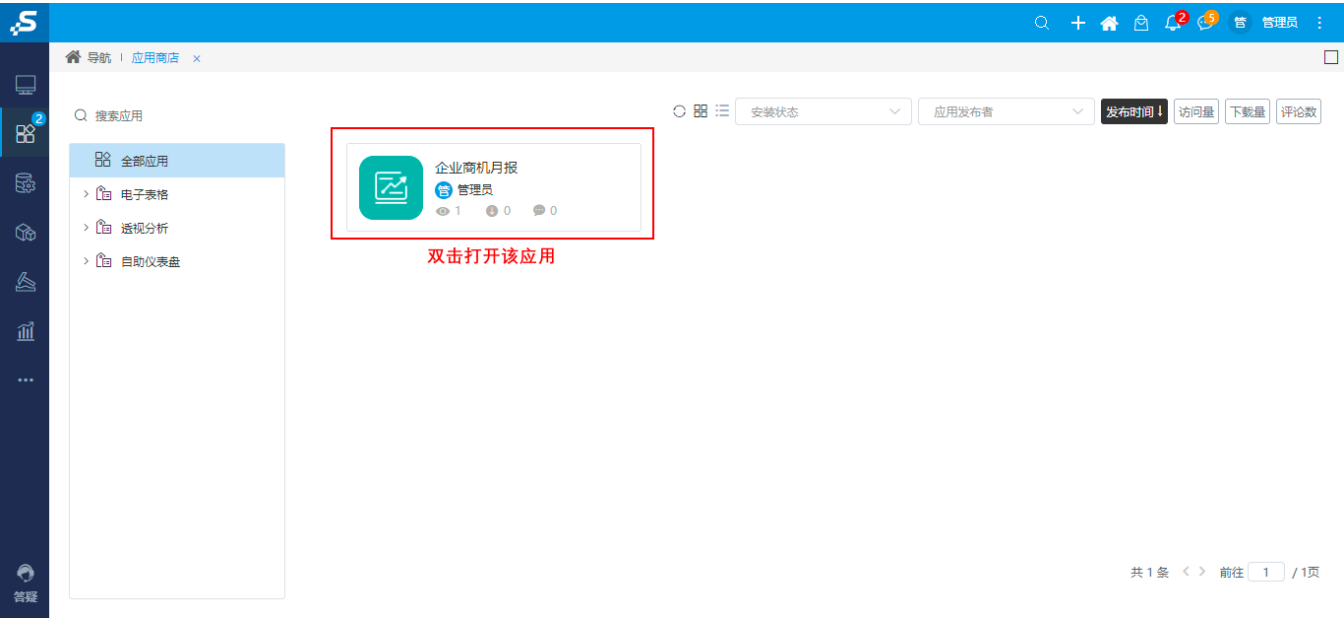 S
2 5 管 管理员
导航 应用商店 ×
2
搜索应用
安装状态 应用发布者 发布时间 访问量 下载量 评论数
全部应用
电子表格
透视分析
自助仪表盘
企业商机月报
管 管理员
1 0 0
双击打开该应用
共1条 < > 前往 1 / 1页
答疑